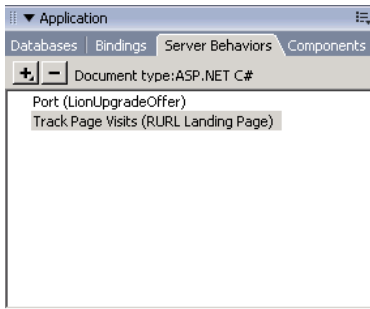 Application
Databases Bindings Server Behaviors Components
Document type:ASP.NET C#
Port (LionUpgradeOffer)
Track Page Visits (RURL Landing Page)